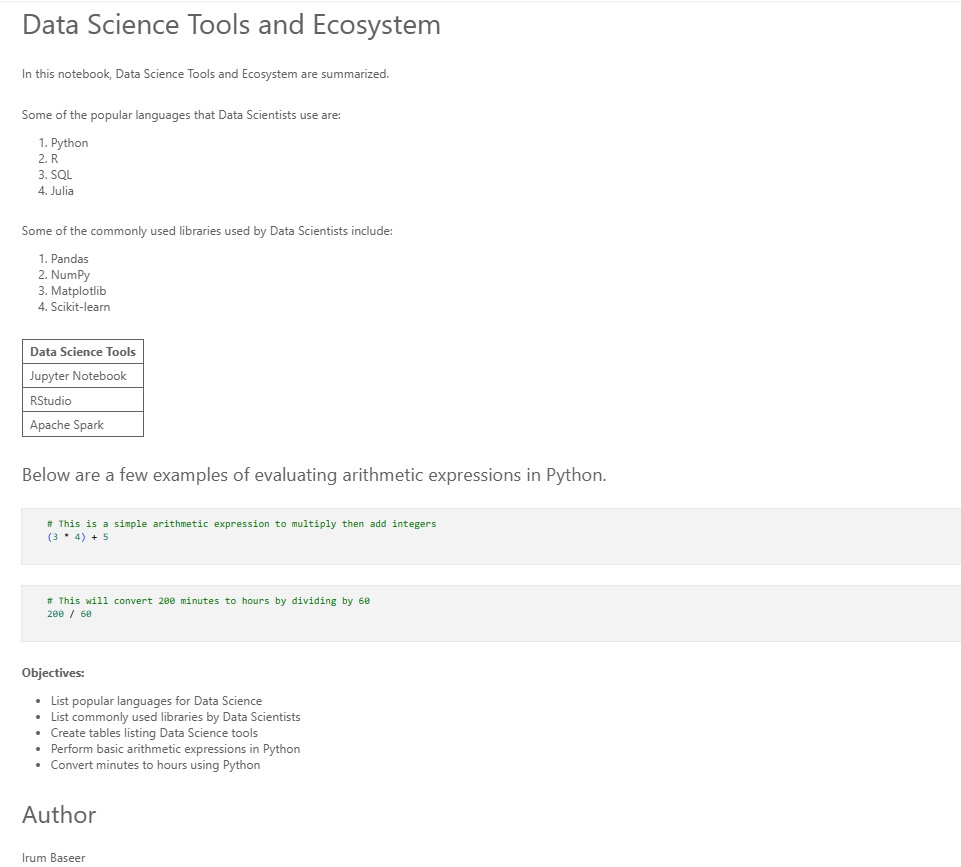 Data Science Tools and Ecosystem
In this notebook, Data Science Tools and Ecosystem are summarized.
Some of the popular languages that Data Scientists use are:
1. Python
2. R
3. SQL
4. Julia
Some of the commonly used libraries used by Data Scientists include:
1. Pandas
2. NumPy
3. Matplotlib
4. Scikit-learn
Data Science Tools
Jupyter Notebook
RStudio
Apache Spark
Below are a few examples of evaluating arithmetic expressions in Python.
# This is a simple arithmetic expression to multiply then add integers
(3 * 4) + 5
# This will convert 200 minutes to hours by dividing by 60
200 / 60
Objectives:
• List popular languages for Data Science
• List commonly used libraries by Data Scientists
• Create tables listing Data Science tools
• Perform basic arithmetic expressions in Python
• Convert minutes to hours using Python
Author
Irum Baseer